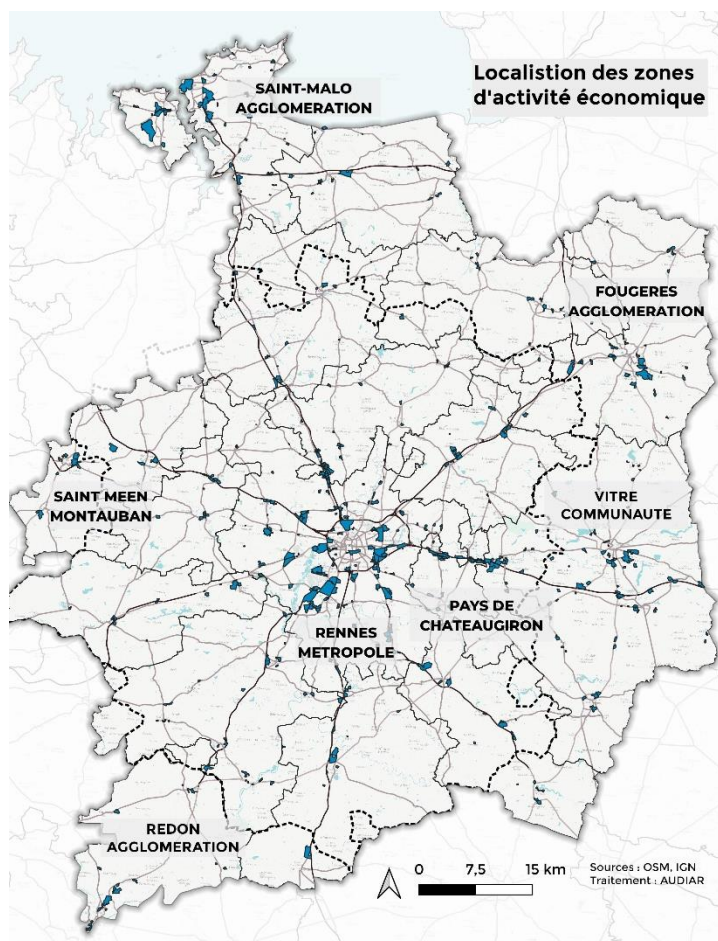 Localistion des zones
d'activité économique
SAINT-MALO
AGGLOMERATION
FOUGERES
AGGLOMERATION
SAINT MEEN
MONTAUBAN
VITRE
COMMUNAUTE
PAYS DE
CHATEAUGIRON
RENNES
METROPOLE
REDON
AGGLOMERATION
0 7,5 15 km
Sources : OSM, IGN
Traitement : AUDIAR